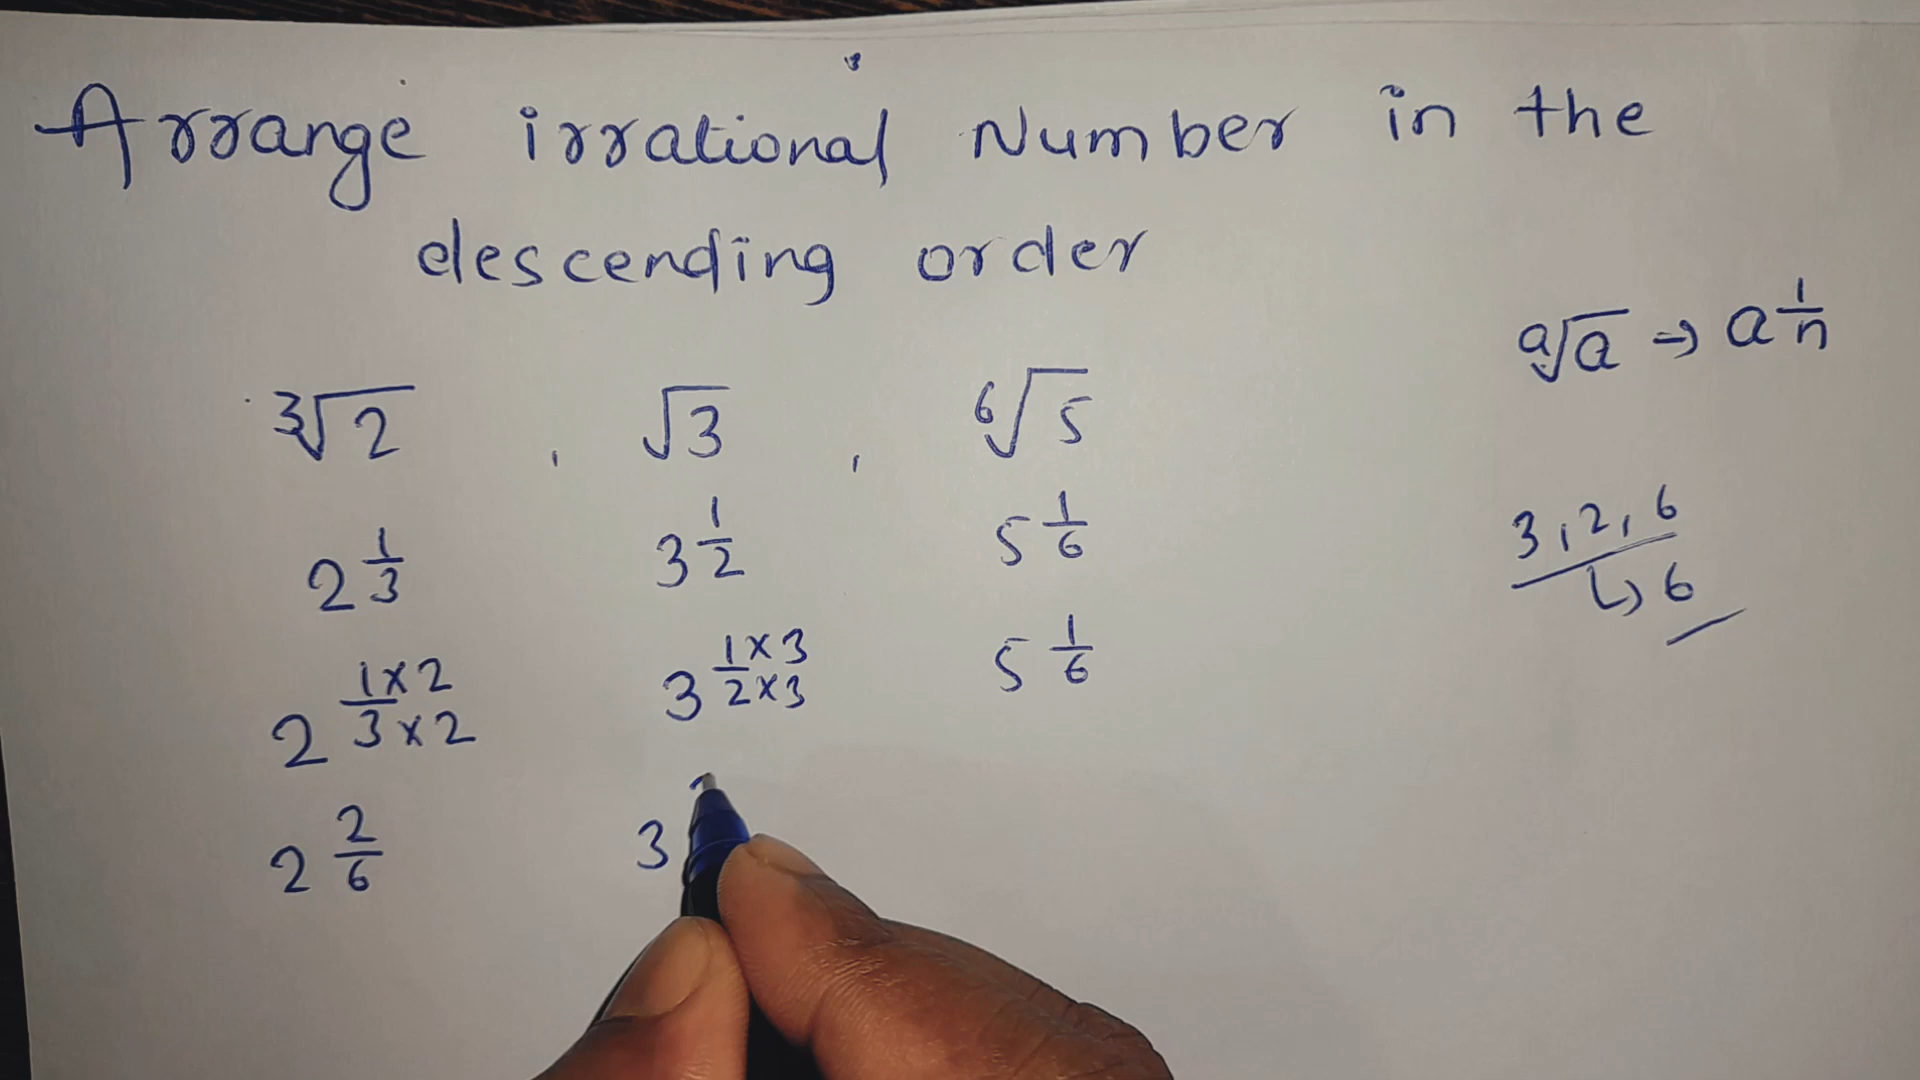 Arrange irrational Number in the
descending order
ᵃ√a ⇒ a^1/n
³√2 , √3 , ⁶√5
3, 2, 6
↳ 6
2^1/3 3^1/2 5^1/6
2^(1×2)/(3×2) 3^(1×3)/(2×3) 5^1/6
2^2/6 3